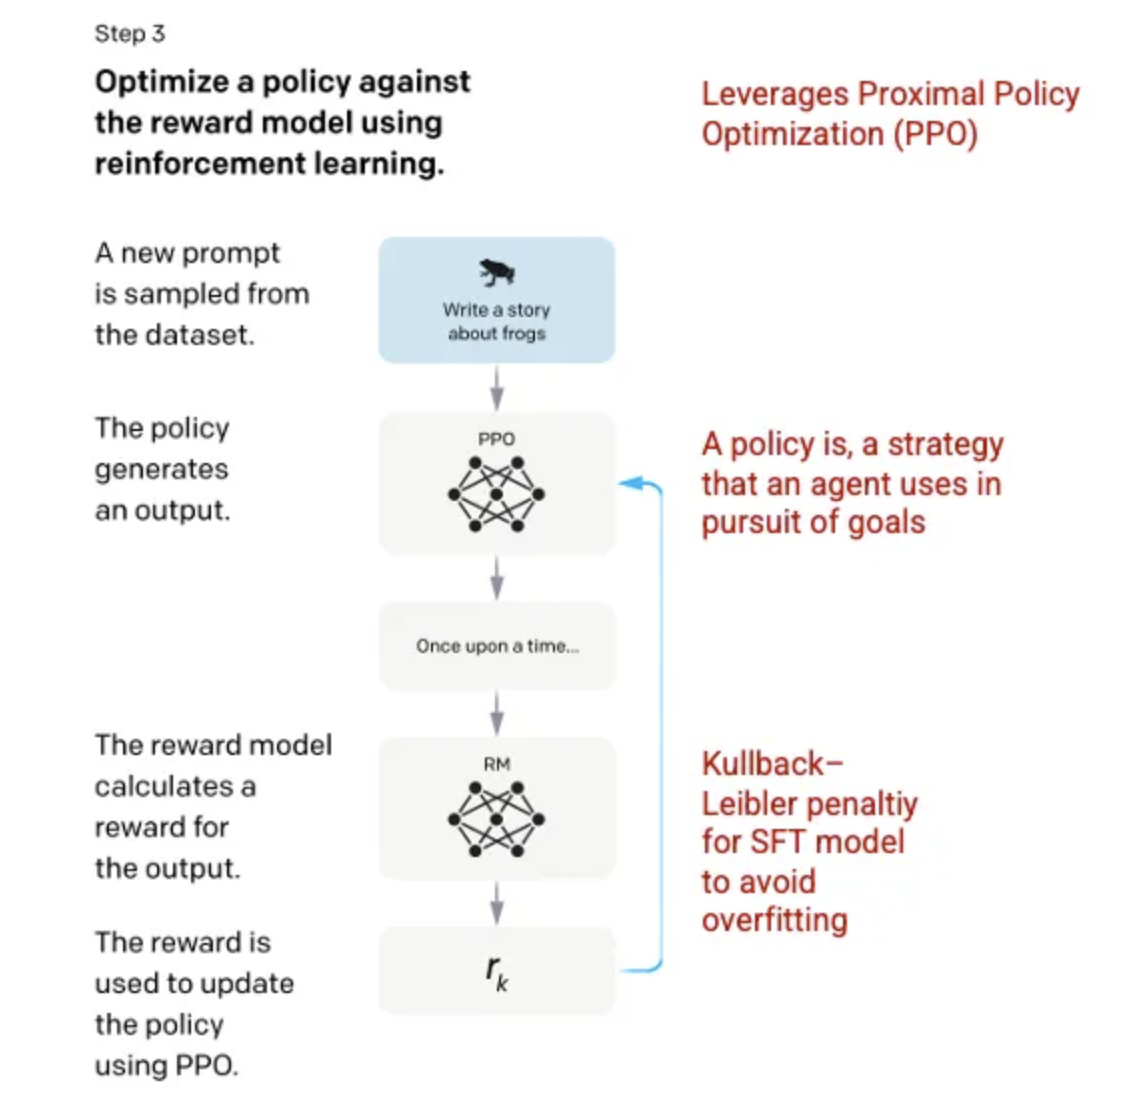 Step 3
Optimize a policy against
the reward model using
reinforcement learning.
Leverages Proximal Policy
Optimization (PPO)
A new prompt
is sampled from
the dataset.
Write a story
about frogs
The policy
generates
an output.
PPO
A policy is, a strategy
that an agent uses in
pursuit of goals
Once upon a time...
The reward model
calculates a
reward for
the output.
RM
Kullback–
Leibler penaltiy
for SFT model
to avoid
overfitting
The reward is
used to update
the policy
using PPO.
rk